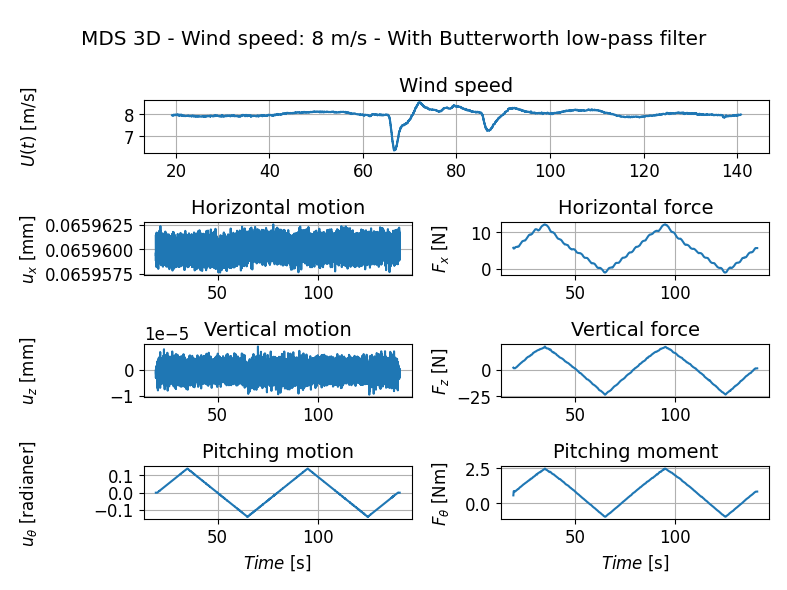 MDS 3D - Wind speed: 8 m/s - With Butterworth low-pass filter
Wind speed
U(t) [m/s]
8
7
20 40 60 80 100 120 140
Horizontal motion
u_x [mm]
0.0659625
0.0659600
0.0659575
50 100
Horizontal force
F_x [N]
10
0
50 100
Vertical motion
1e−5
u_z [mm]
0
−1
50 100
Vertical force
F_z [N]
0
−25
50 100
Pitching motion
u_θ [radianer]
0.1
0.0
−0.1
50 100
Time [s]
Pitching moment
F_θ [Nm]
2.5
0.0
50 100
Time [s]